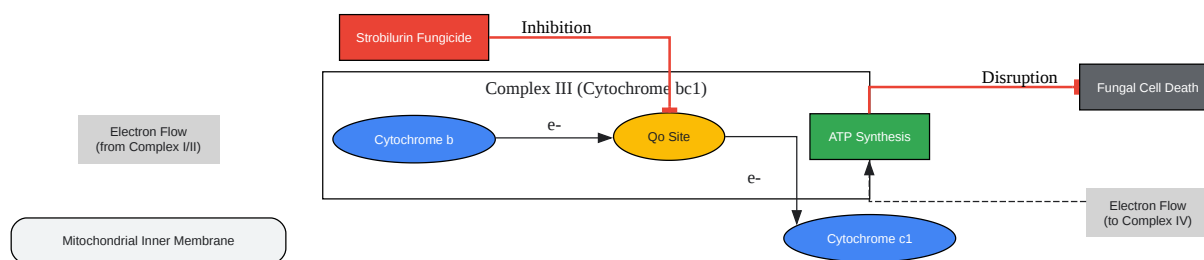 Inhibition
Strobilurin Fungicide
Disruption
Complex III (Cytochrome bc1)
Fungal Cell Death
e-
Electron Flow
(from Complex I/II)
Cytochrome b
Qo Site
ATP Synthesis
e-
Electron Flow
(to Complex IV)
Mitochondrial Inner Membrane
Cytochrome c1